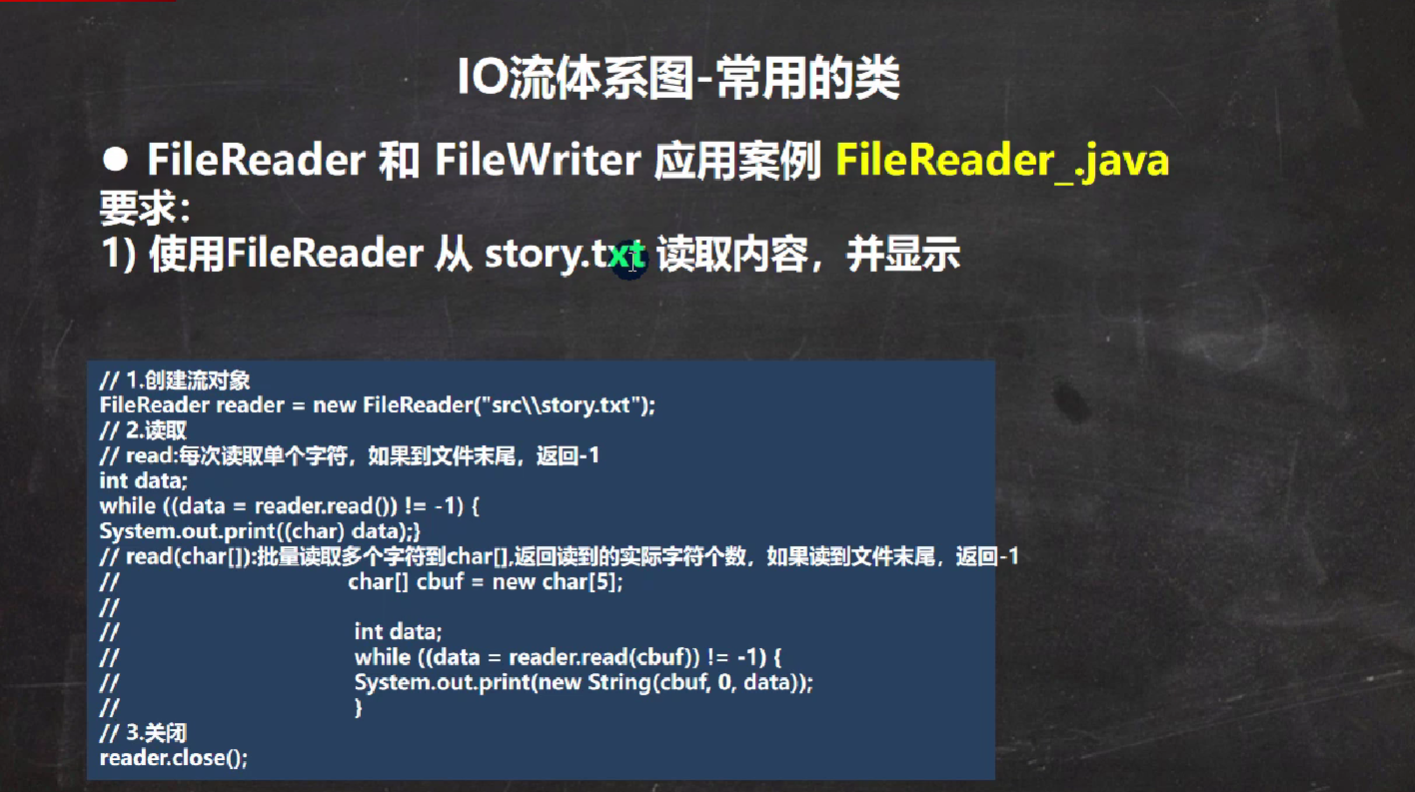 IO流体系图-常用的类
● FileReader 和 FileWriter 应用案例 FileReader_.java
要求：
1) 使用FileReader 从 story.txt 读取内容，并显示
// 1.创建流对象
FileReader reader = new FileReader("src\\story.txt");
// 2.读取
// read:每次读取单个字符，如果到文件末尾，返回-1
int data;
while ((data = reader.read()) != -1) {
System.out.print((char) data);}
// read(char[]):批量读取多个字符到char[],返回读到的实际字符个数，如果读到文件末尾，返回-1
// char[] cbuf = new char[5];
//
// int data;
// while ((data = reader.read(cbuf)) != -1) {
// System.out.print(new String(cbuf, 0, data));
// }
// 3.关闭
reader.close();